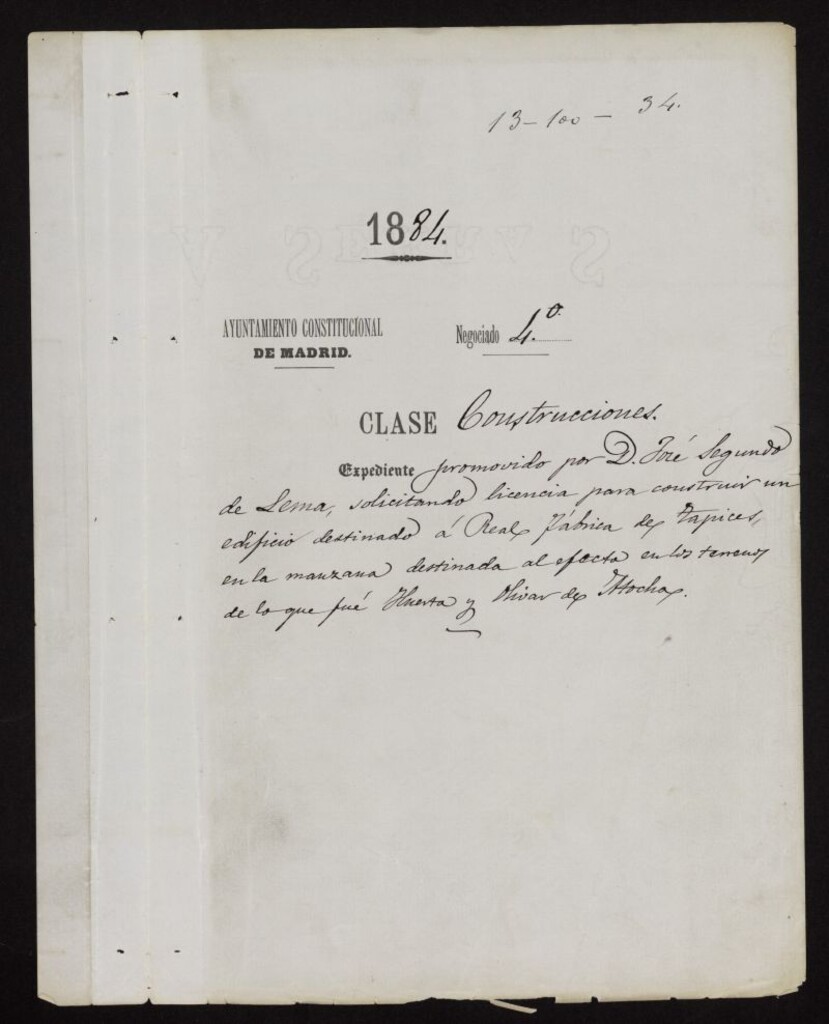 13-100-34.
1884.
AYUNTAMIENTO CONSTITUCIONAL
DE MADRID.
Negociado 4.º
CLASE Construcciones.
Expediente promovido por D. José Segundo
de Lema, solicitando licencia para construir un
edificio destinado á Real Fábrica de tapices,
en la manzana destinada al efecto en los terrenos
de lo que fué Huerta y Olivar de Atocha.